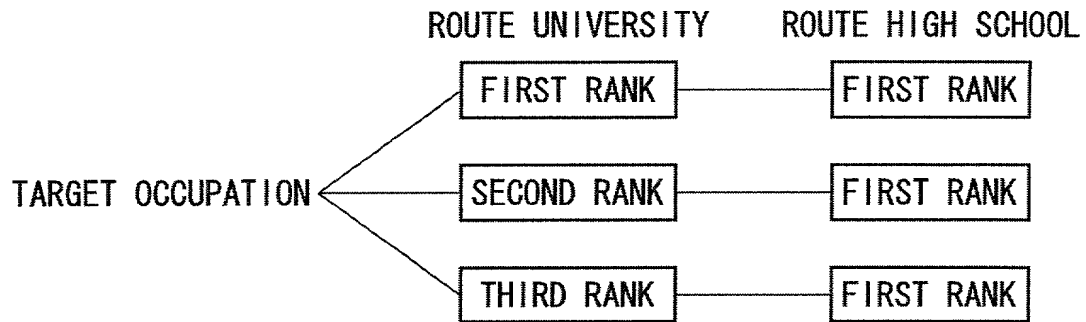 ROUTE UNIVERSITY ROUTE HIGH SCHOOL
FIRST RANK FIRST RANK
TARGET OCCUPATION SECOND RANK FIRST RANK
THIRD RANK FIRST RANK